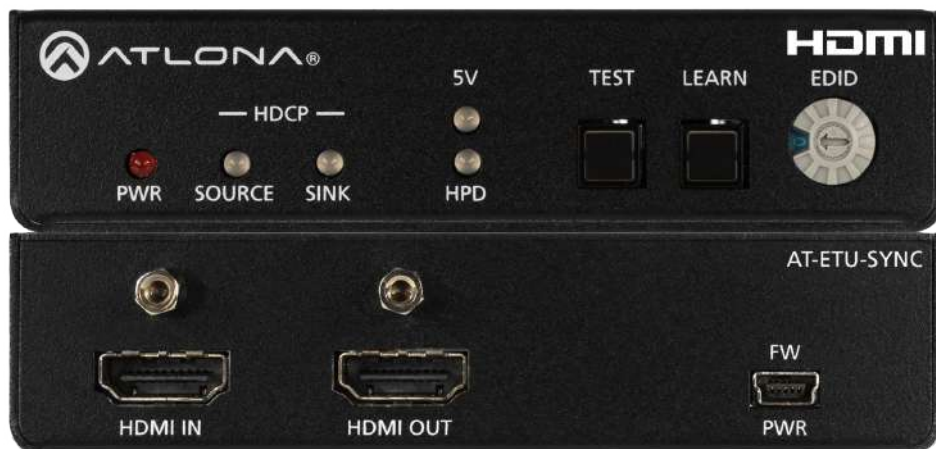 ATLONA®
HDMI
5V
TEST
LEARN
EDID
HDCP
PWR
SOURCE
SINK
HPD
0
AT-ETU-SYNC
FW
HDMI IN
HDMI OUT
PWR